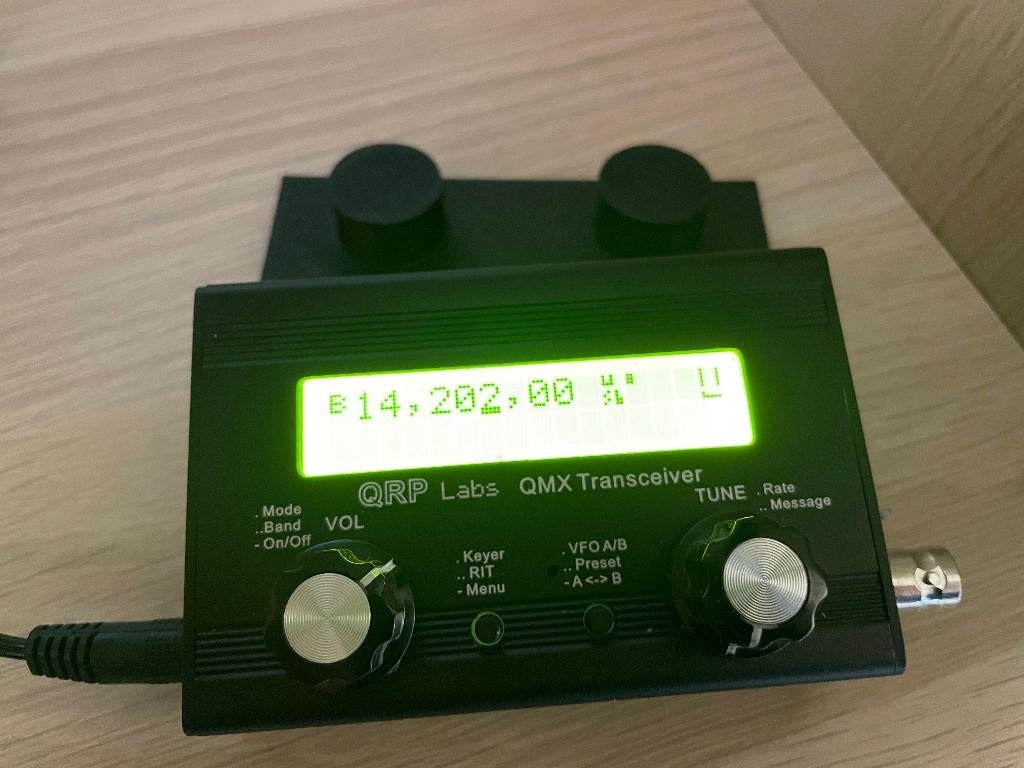 B14,202,00 U
QRP Labs QMX Transceiver
. Mode
.. Band
- On/Off
VOL
. Keyer
.. RIT
- Menu
. VFO A/B
.. Preset
- A <-> B
TUNE
. Rate
.. Message